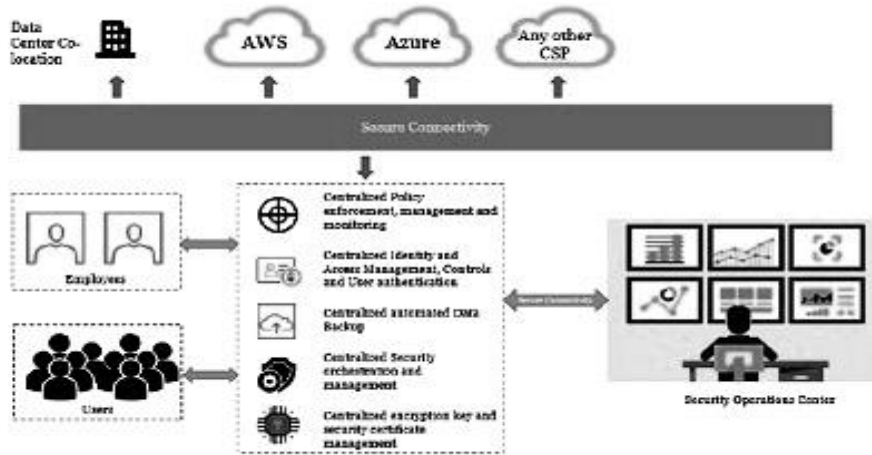 Data
Center Co-
location
AWS
Azure
Any other
CSP
Secure Connectivity
Centralized Policy
enforcement, management and
monitoring
Centralized Identity and
Access Management, Controls
and User authentication.
Centralized automated Data
Backup
Centralized Security
orchestration and
management
Centralized encryption key and
security certificate
management
Employees
Users
Secure Connectivity
Security Operations Center